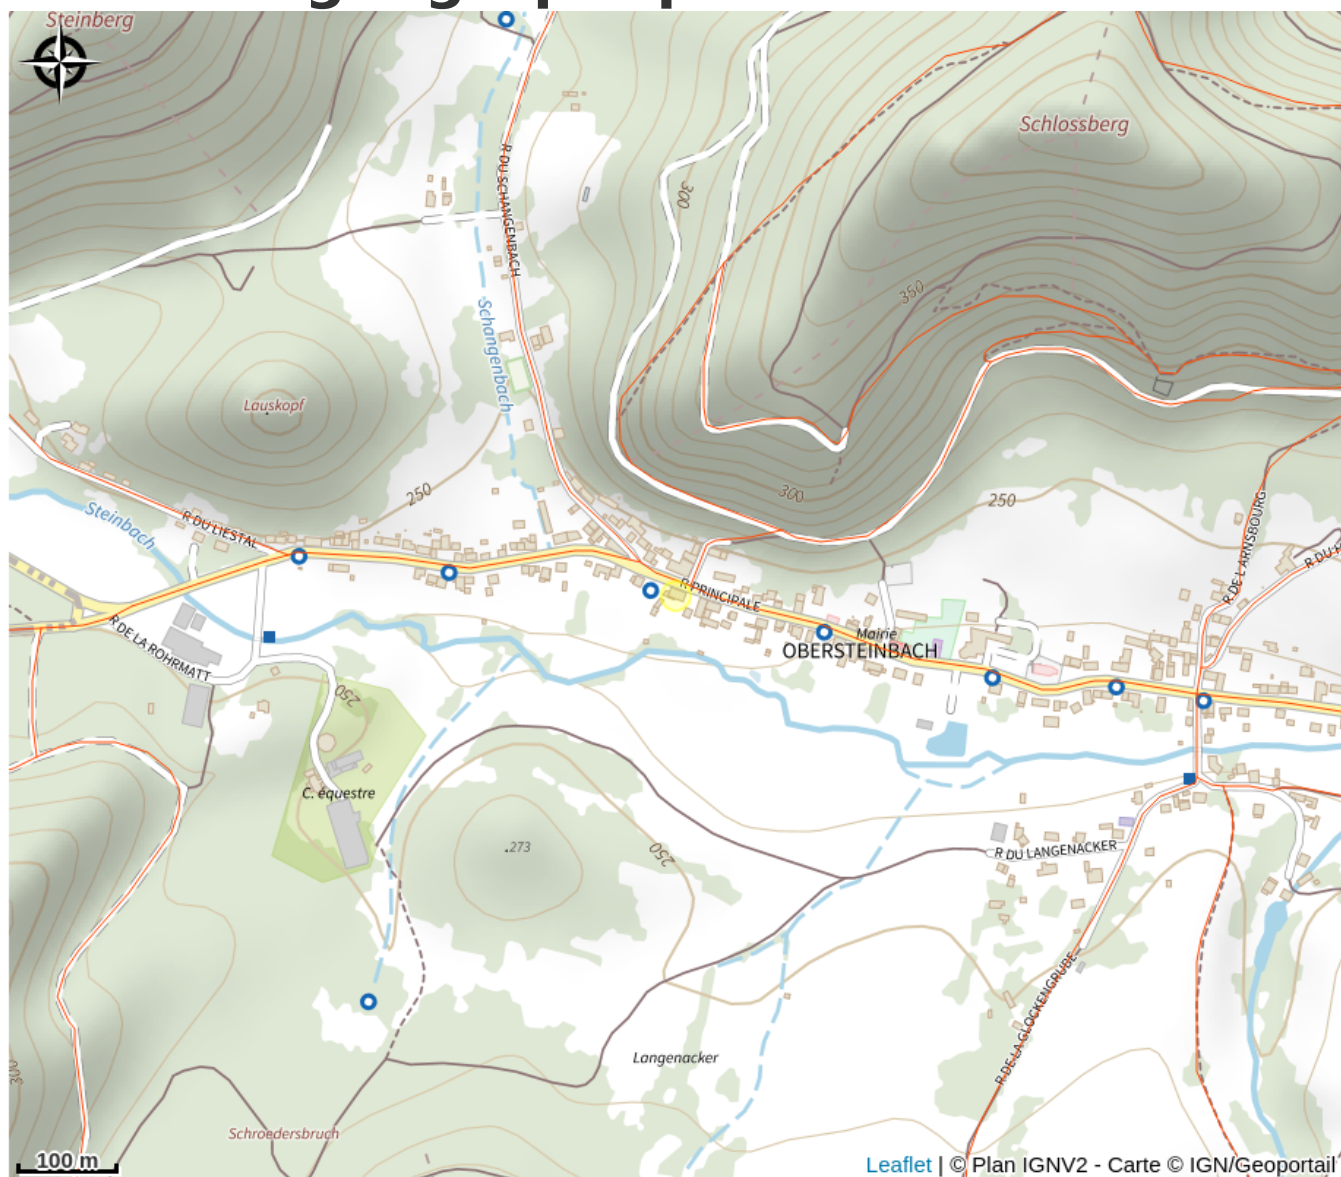 Steinberg
Schlossberg
R DU SCHANGENBACH
300
350
Schangenbach
Lauskopf
250
300
250
Steinbach
R DU LIESTAL
R DE L'ARNSBOURG
R PRINCIPALE
R DE LA ROHRMATT
Mairie
OBERSTEINBACH
250
C. équestre
.273
250
R DU LANGENACKER
R DE LA GLOCKENGRUBE
Langenacker
300
Schroedersbruch
100 m
Leaflet | © Plan IGNV2 - Carte © IGN/Geoportail